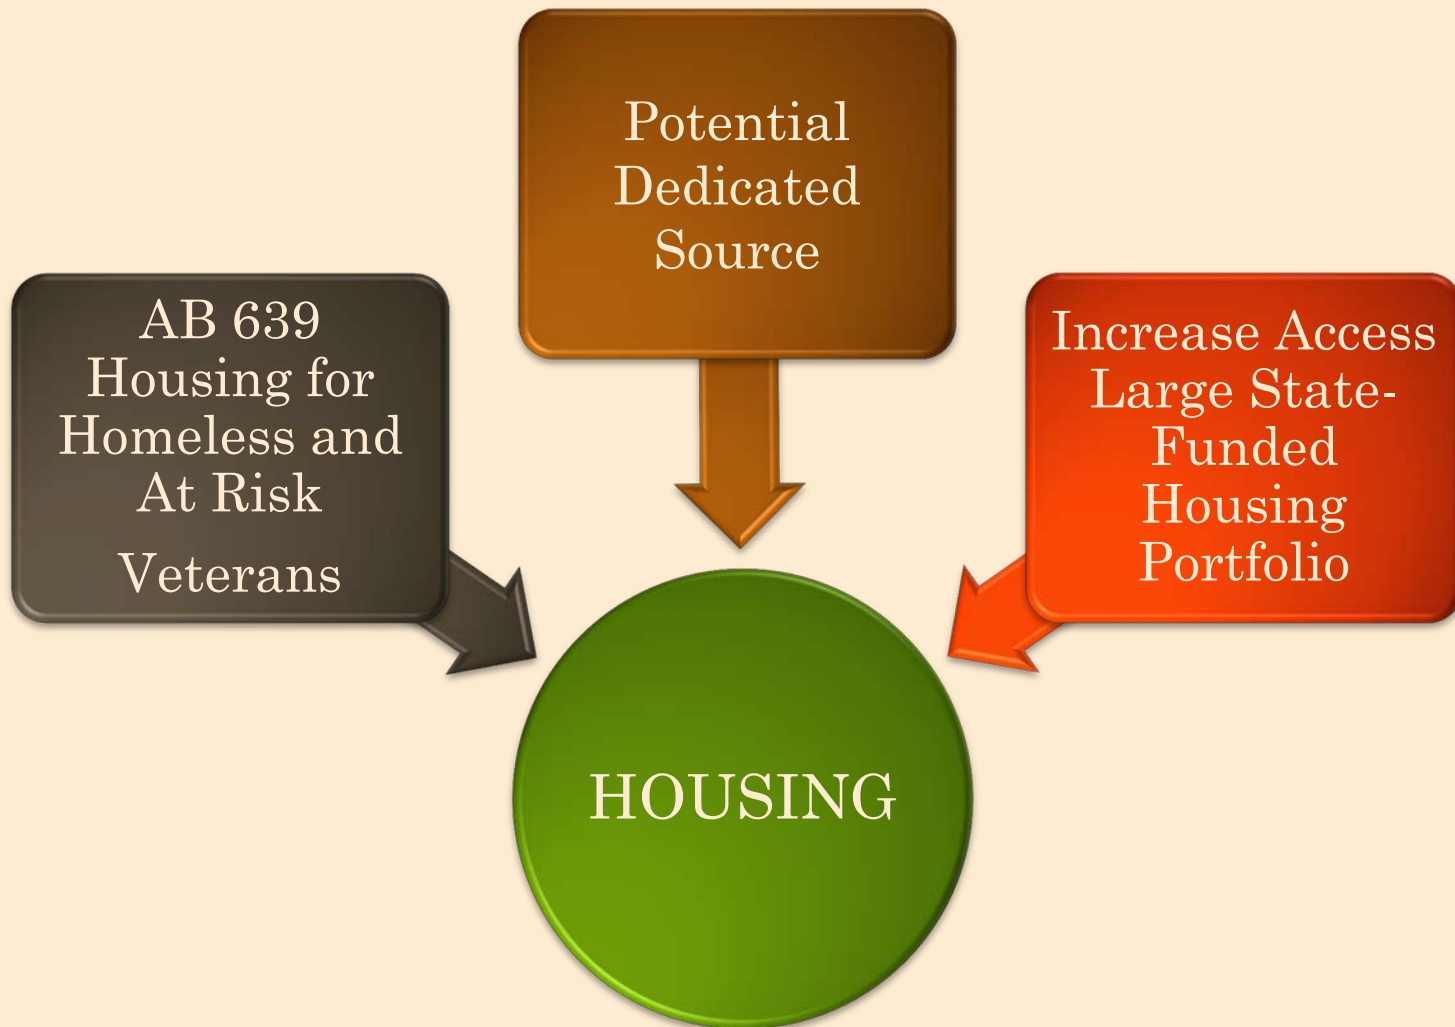 Potential
Dedicated
Source
AB 639
Housing for
Homeless and
At Risk
Veterans
Increase Access
Large State-
Funded
Housing
Portfolio
HOUSING